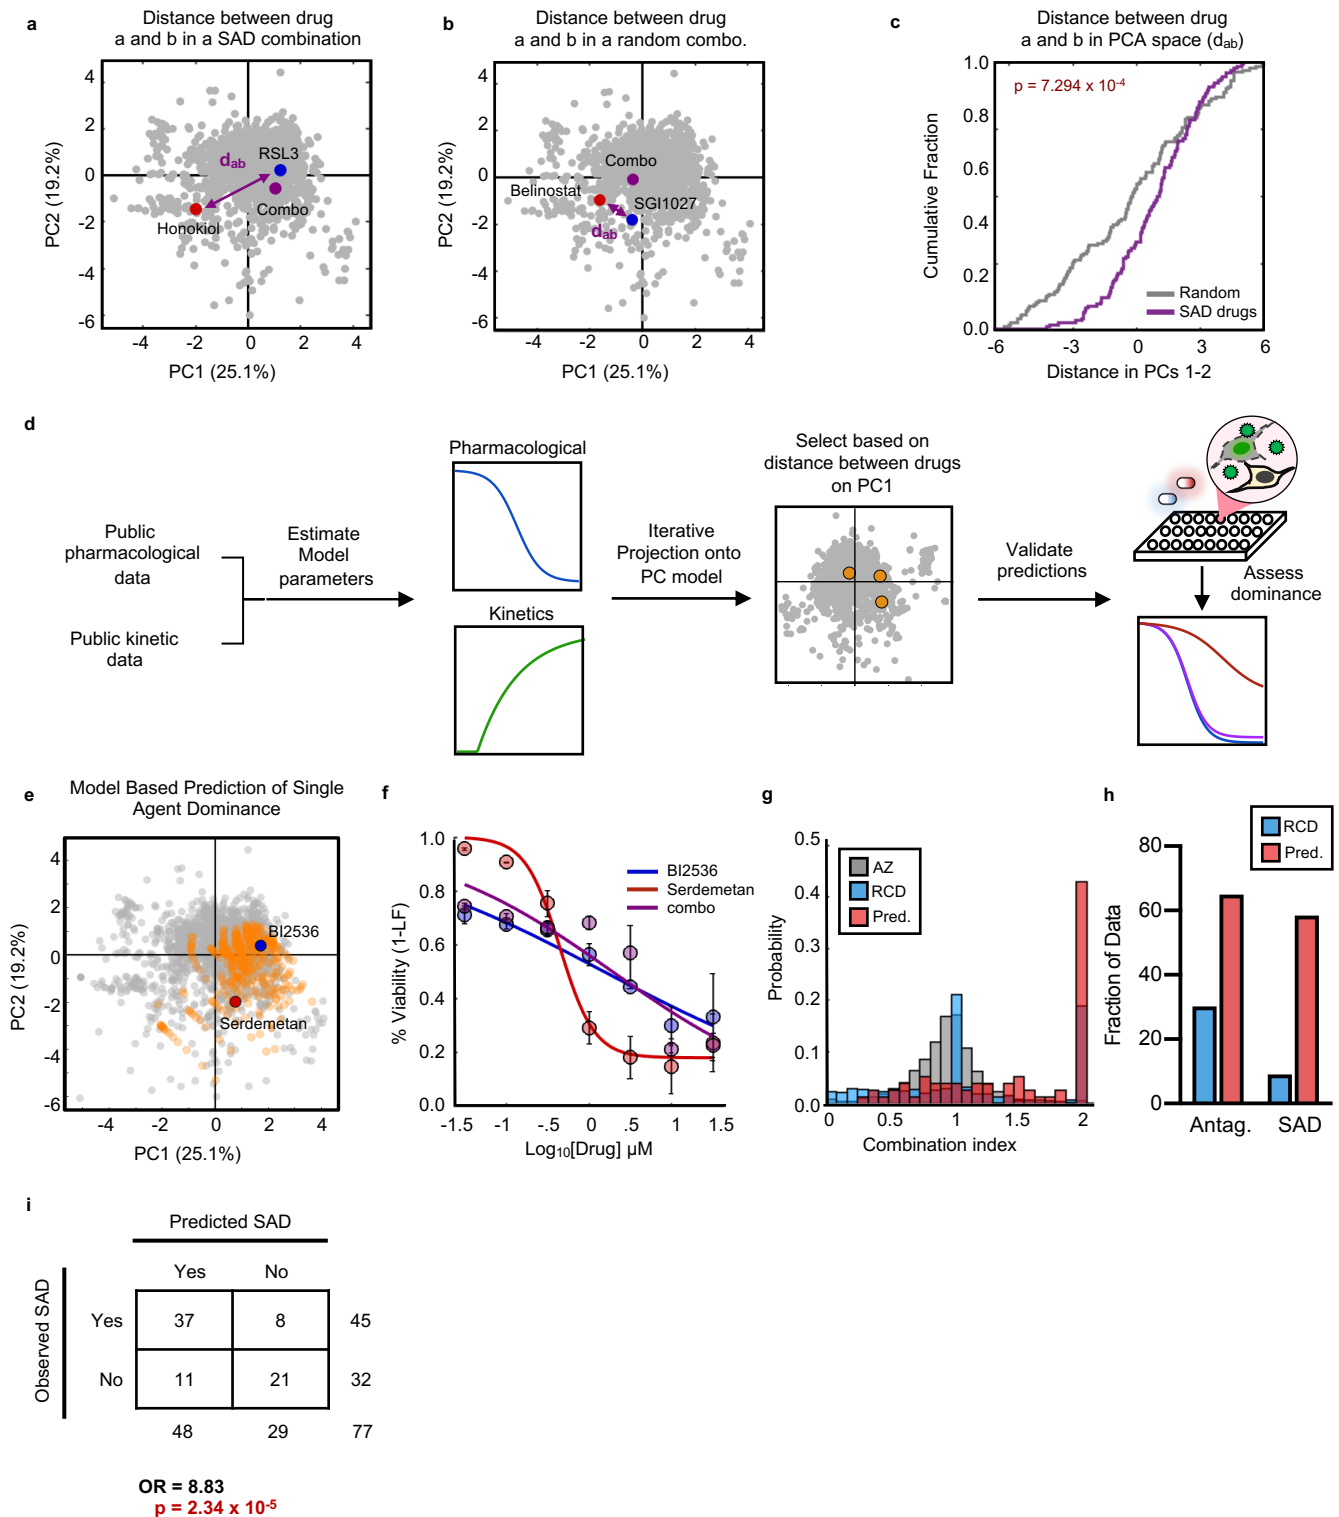 a
Distance between drug
a and b in a SAD combination
4
2
0
-2
-4
-6
PC2 (19.2%)
RSL3
dab
Combo
Honokiol
-4
-2
0
2
4
PC1 (25.1%)
b
Distance between drug
a and b in a random combo.
4
2
0
-2
-4
-6
PC2 (19.2%)
Combo
Belinostat
SGI1027
dab
-4
-2
0
2
4
PC1 (25.1%)
c
Distance between drug
a and b in PCA space (dab)
1.0
0.8
0.6
0.4
0.2
0.0
Cumulative Fraction
p = 7.294 x 10-4
Random
SAD drugs
-6
-3
0
3
6
Distance in PCs 1-2
d
Public
pharmacological
data
Public kinetic
data
Estimate
Model
parameters
Pharmacological
Kinetics
Iterative
Projection onto
PC model
Select based on
distance between drugs
on PC1
Validate
predictions
Assess
dominance
e
Model Based Prediction of Single
Agent Dominance
4
2
0
-2
-4
-6
PC2 (19.2%)
BI2536
Serdemetan
-4
-2
0
2
4
PC1 (25.1%)
f
1.0
0.8
0.6
0.4
0.2
0.0
% Viability (1-LF)
BI2536
Serdemetan
combo
-1.5
-1
-.5
0
.5
1
1.5
Log10[Drug] µM
g
0.5
0.4
0.3
0.2
0.1
0.0
Probability
AZ
RCD
Pred.
0
0.5
1
1.5
2
Combination index
h
RCD
Pred.
80
60
40
20
0
Fraction of Data
Antag.
SAD
i
Predicted SAD
Yes No
Observed SAD
Yes 37 8 45
No 11 21 32
48 29 77
OR = 8.83
p = 2.34 x 10-5